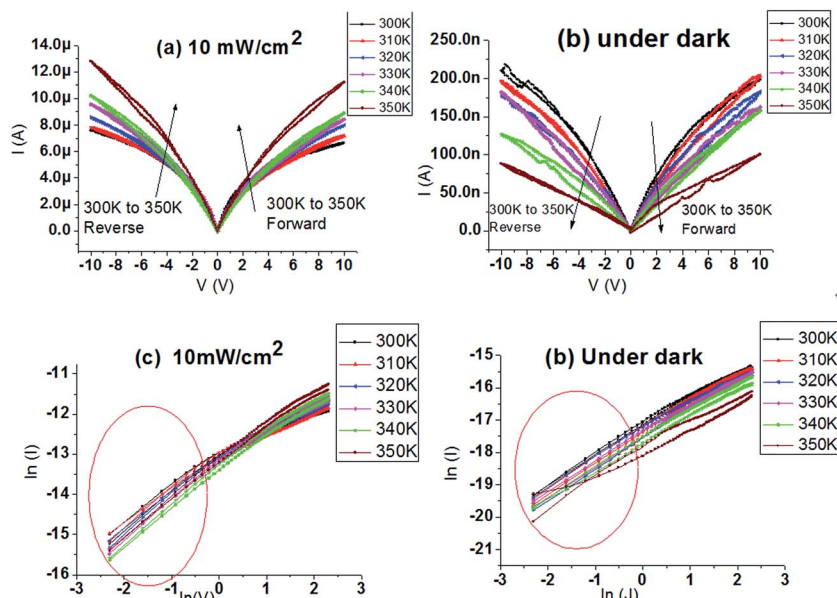 (a) 10 mW/cm2
300K
310K
320K
330K
340K
350K
14.0µ
12.0µ
10.0µ
8.0µ
6.0µ
4.0µ
2.0µ
0.0
I (A)
300K to 350K
Reverse
300K to 350K
Forward
-10 -8 -6 -4 -2 0 2 4 6 8 10
V (V)
(b) under dark
300K
310K
320K
330K
340K
350K
250.0n
200.0n
150.0n
100.0n
50.0n
0.0
I (A)
300K to 350K
Reverse
300K to 350K
Forward
-10 -8 -6 -4 -2 0 2 4 6 8 10
V (V)
(c) 10mW/cm2
300K
310K
320K
330K
340K
350K
-11
-12
-13
-14
-15
-16
ln (I)
-3 -2 -1 0 1 2 3
ln(V)
(b) Under dark
300K
310K
320K
330K
340K
350K
-15
-16
-17
-18
-19
-20
-21
ln (I)
-3 -2 -1 0 1 2 3
ln (J)